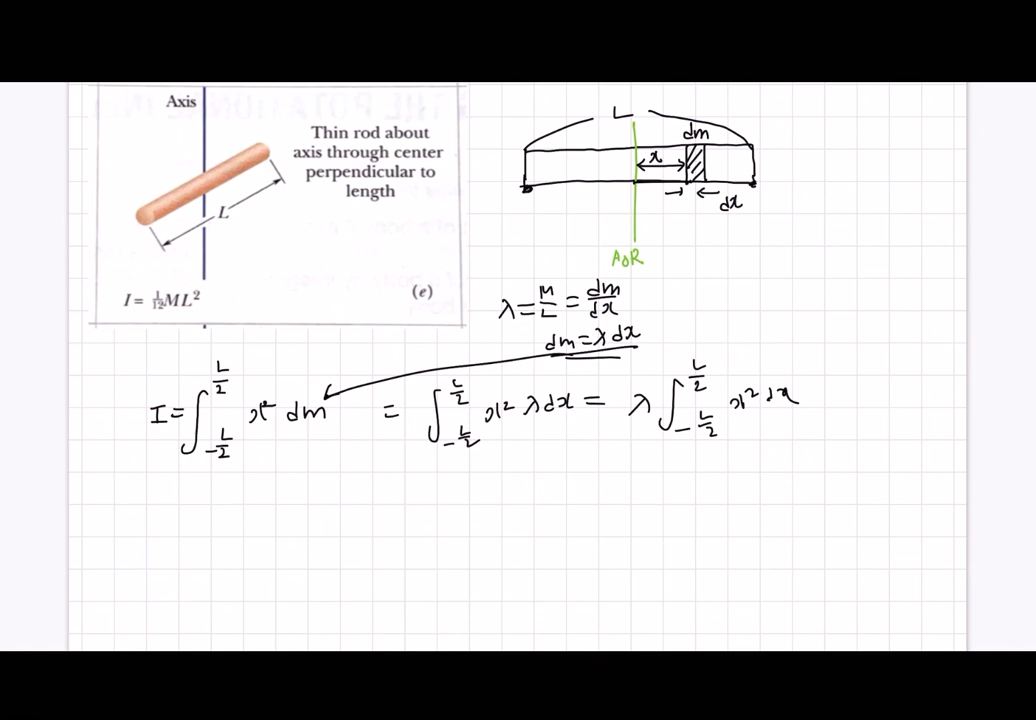 Axis
Thin rod about
axis through center
perpendicular to
length
L
I = 1/12 ML²
(e)
L
dm
x
dx
AoR
λ = M/L = dm/dx
dm = λ dx
I = ∫_{-L/2}^{L/2} x² dm = ∫_{-L/2}^{L/2} x² λ dx = λ ∫_{-L/2}^{L/2} x² dx